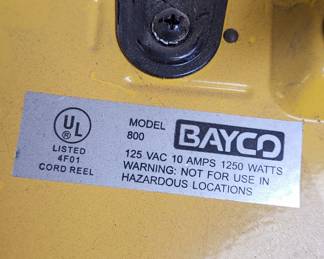 UL
®
LISTED
4F01
CORD REEL
MODEL
800
BAYCO
125 VAC 10 AMPS 1250 WATTS
WARNING: NOT FOR USE IN
HAZARDOUS LOCATIONS